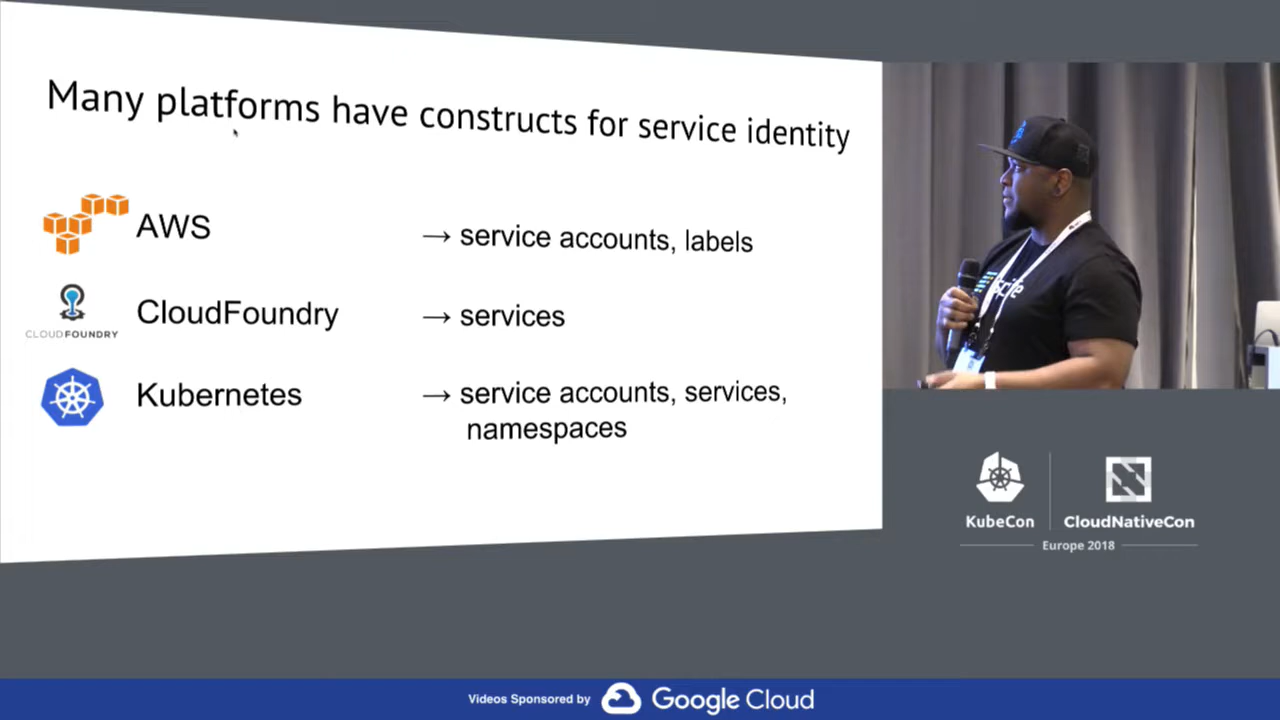 Many platforms have constructs for service identity
AWS
→ service accounts, labels
CLOUDFOUNDRY
CloudFoundry
→ services
Kubernetes
→ service accounts, services,
namespaces
KubeCon
CloudNativeCon
Europe 2018
Videos Sponsored by Google Cloud